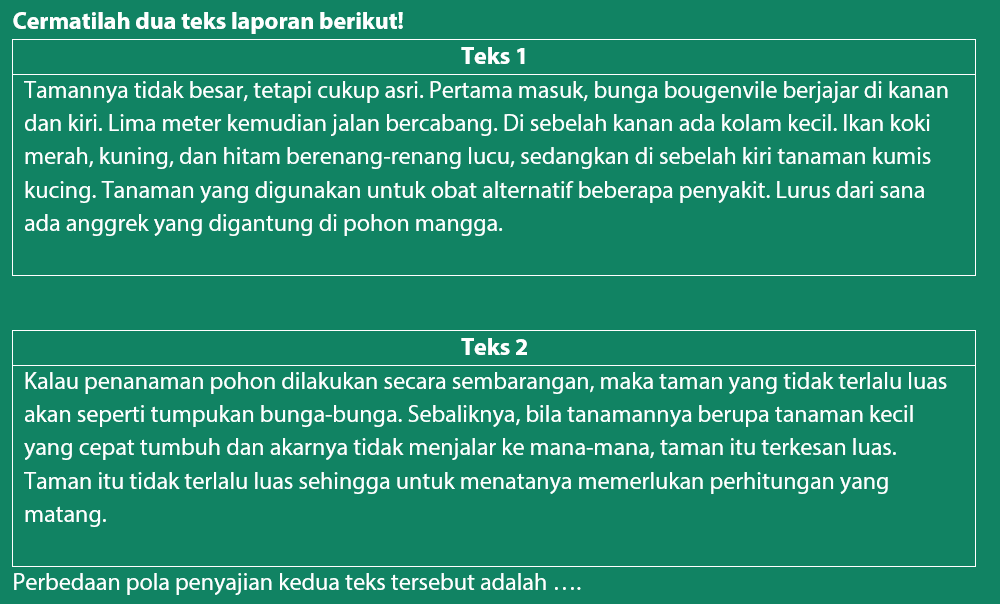 Cermatilah dua teks laporan berikut!
Teks 1
Tamannya tidak besar, tetapi cukup asri. Pertama masuk, bunga bougenvile berjajar di kanan
dan kiri. Lima meter kemudian jalan bercabang. Di sebelah kanan ada kolam kecil. Ikan koki
merah, kuning, dan hitam berenang-renang lucu, sedangkan di sebelah kiri tanaman kumis
kucing. Tanaman yang digunakan untuk obat alternatif beberapa penyakit. Lurus dari sana
ada anggrek yang digantung di pohon mangga.
Teks 2
Kalau penanaman pohon dilakukan secara sembarangan, maka taman yang tidak terlalu luas
akan seperti tumpukan bunga-bunga. Sebaliknya, bila tanamannya berupa tanaman kecil
yang cepat tumbuh dan akarnya tidak menjalar ke mana-mana, taman itu terkesan luas.
Taman itu tidak terlalu luas sehingga untuk menatanya memerlukan perhitungan yang
matang.
Perbedaan pola penyajian kedua teks tersebut adalah ….